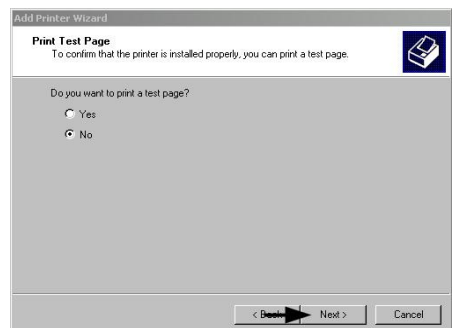 Add Printer Wizard
Print Test Page
To confirm that the printer is installed properly, you can print a test page.
Do you want to print a test page?
Yes
No
< Back Next > Cancel